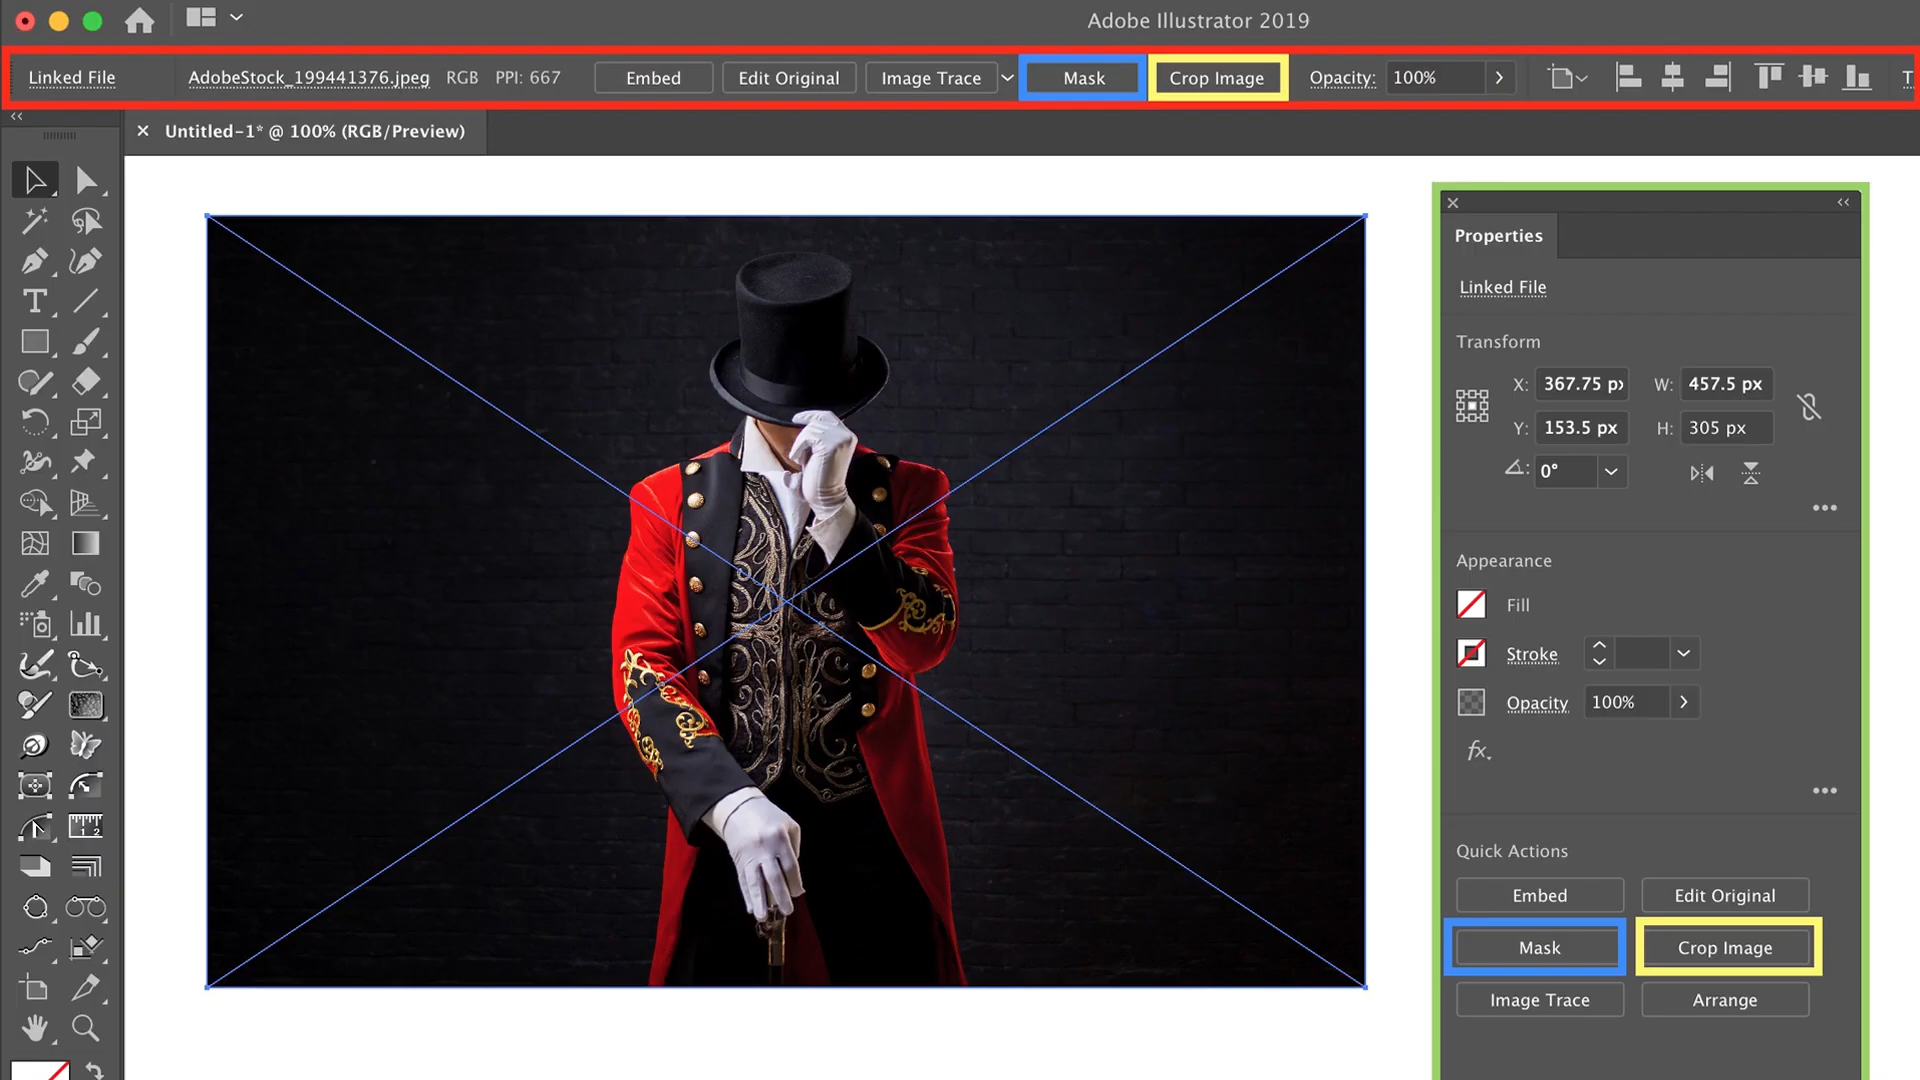 Adobe Illustrator 2019
Linked File AdobeStock_199441376.jpeg RGB PPI: 667 Embed Edit Original Image Trace Mask Crop Image Opacity: 100%
Untitled-1* @ 100% (RGB/Preview)
Properties
Linked File
Transform
X: 367.75 px W: 457.5 px
Y: 153.5 px H: 305 px
0°
Appearance
Fill
Stroke
Opacity 100%
fx.
Quick Actions
Embed Edit Original
Mask Crop Image
Image Trace Arrange